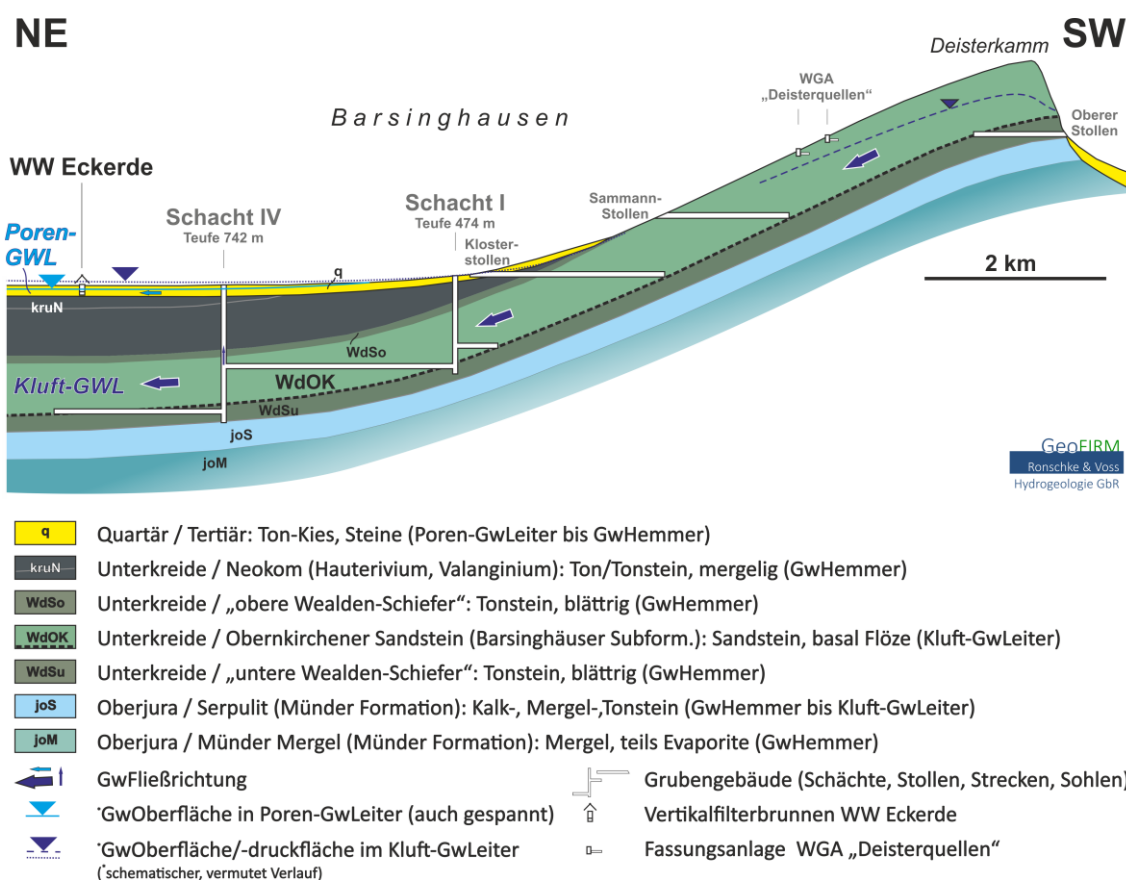 NE
SW
Deisterkamm
WGA
„Deisterquellen“
Barsinghausen
Oberer
Stollen
WW Eckerde
Schacht IV
Teufe 742 m
Schacht I
Teufe 474 m
Sammann-
Stollen
Kloster-
stollen
Poren-
GWL
q
2 km
kruN
WdSo
Kluft-GWL
WdOK
WdSu
joS
joM
GeoFIRM
Ronschke & Voss
Hydrogeologie GbR
q Quartär / Tertiär: Ton-Kies, Steine (Poren-GwLeiter bis GwHemmer)
kruN Unterkreide / Neokom (Hauterivium, Valanginium): Ton/Tonstein, mergelig (GwHemmer)
WdSo Unterkreide / „obere Wealden-Schiefer“: Tonstein, blättrig (GwHemmer)
WdOK Unterkreide / Obernkirchener Sandstein (Barsinghäuser Subform.): Sandstein, basal Flöze (Kluft-GwLeiter)
WdSu Unterkreide / „untere Wealden-Schiefer“: Tonstein, blättrig (GwHemmer)
joS Oberjura / Serpulit (Münder Formation): Kalk-, Mergel-,Tonstein (GwHemmer bis Kluft-GwLeiter)
joM Oberjura / Münder Mergel (Münder Formation): Mergel, teils Evaporite (GwHemmer)
GwFließrichtung
Grubengebäude (Schächte, Stollen, Strecken, Sohlen)
*GwOberfläche in Poren-GwLeiter (auch gespannt)
Vertikalfilterbrunnen WW Eckerde
*GwOberfläche/-druckfläche im Kluft-GwLeiter
Fassungsanlage WGA „Deisterquellen“
(*schematischer, vermutet Verlauf)